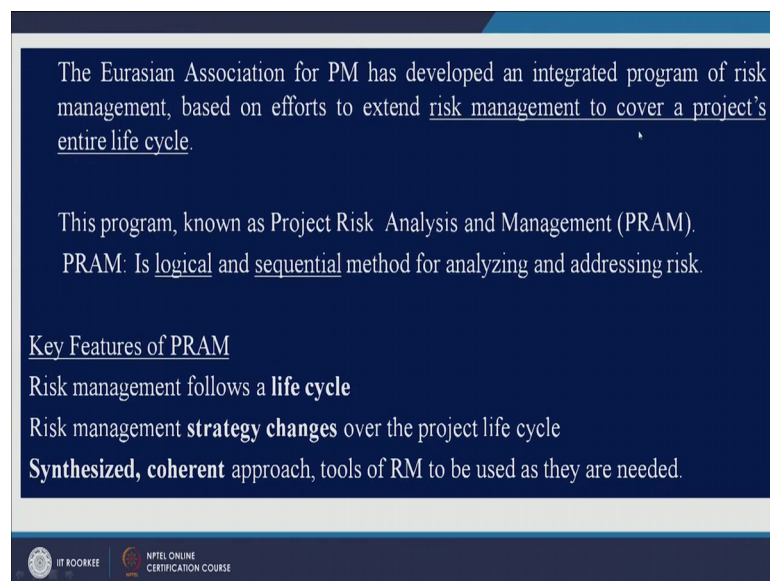 The Eurasian Association for PM has developed an integrated program of risk
management, based on efforts to extend risk management to cover a project's
entire life cycle.
This program, known as Project Risk Analysis and Management (PRAM).
PRAM: Is logical and sequential method for analyzing and addressing risk.
Key Features of PRAM
Risk management follows a life cycle
Risk management strategy changes over the project life cycle
Synthesized, coherent approach, tools of RM to be used as they are needed.
IIT ROORKEE
NPTEL ONLINE
CERTIFICATION COURSE